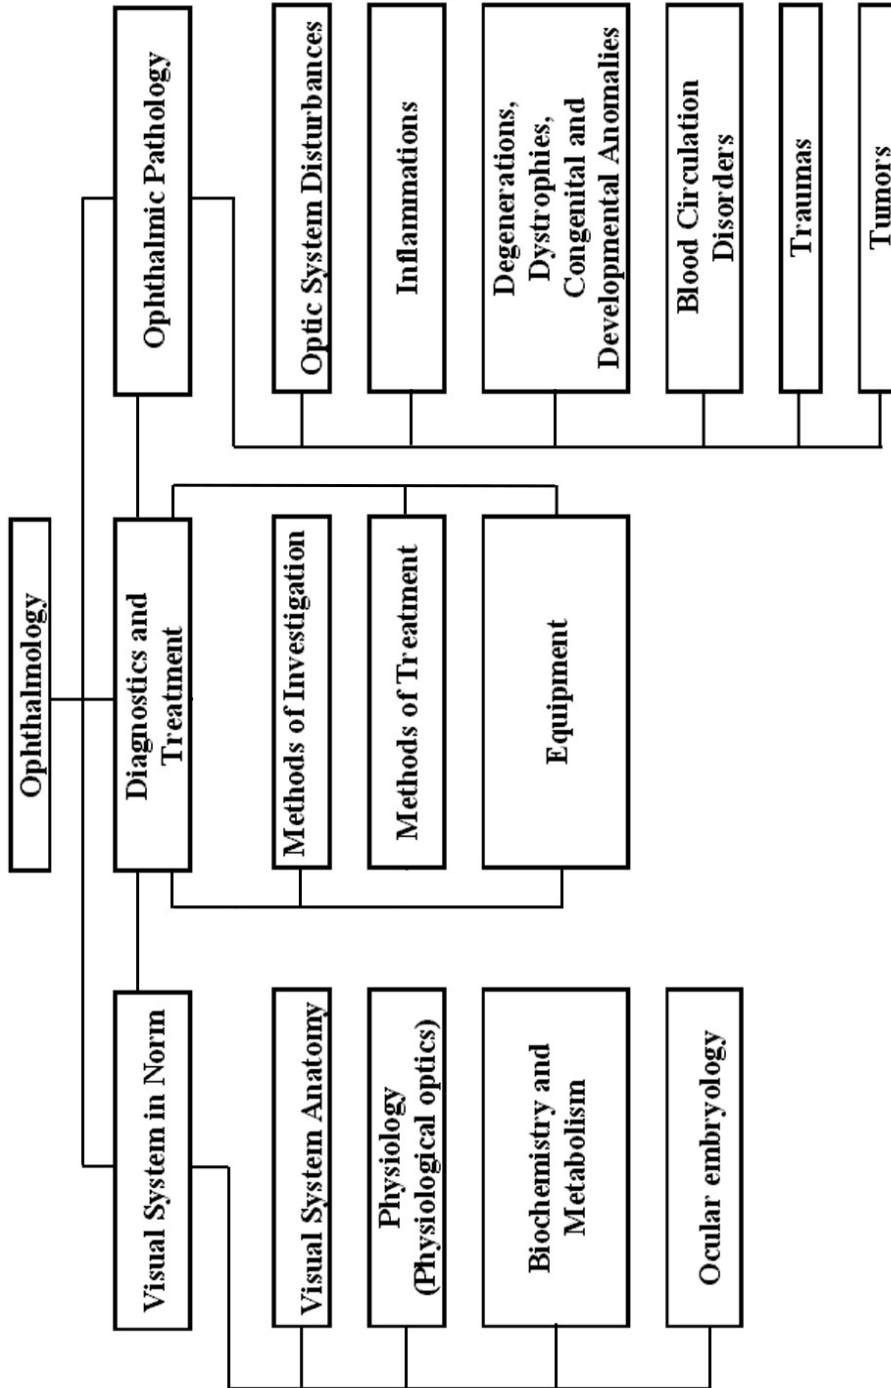 Ophthalmology
Visual System in Norm
Diagnostics and
Treatment
Ophthalmic Pathology
Visual System Anatomy
Methods of Investigation
Optic System Disturbances
Physiology
(Physiological optics)
Methods of Treatment
Inflammations
Biochemistry and
Metabolism
Equipment
Degenerations,
Dystrophies,
Congenital and
Developmental Anomalies
Ocular embryology
Blood Circulation
Disorders
Traumas
Tumors